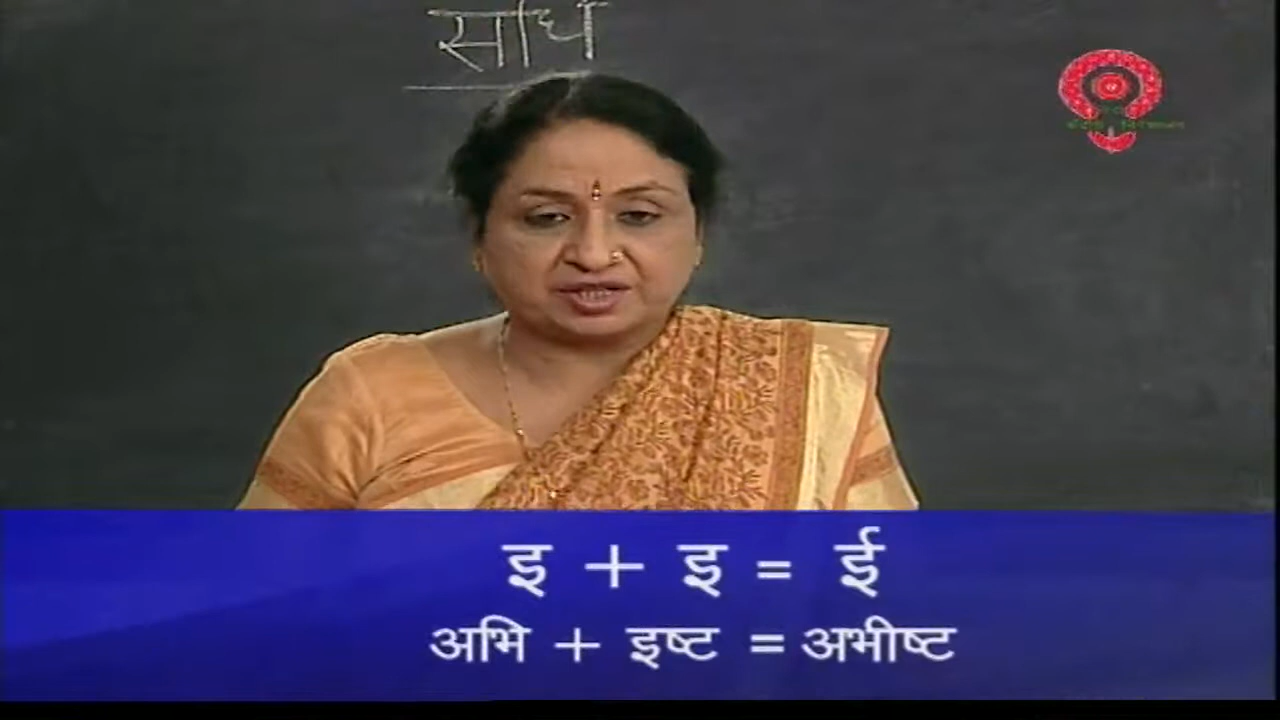 संधि
इ + इ = ई
अभि + इष्ट = अभीष्ट